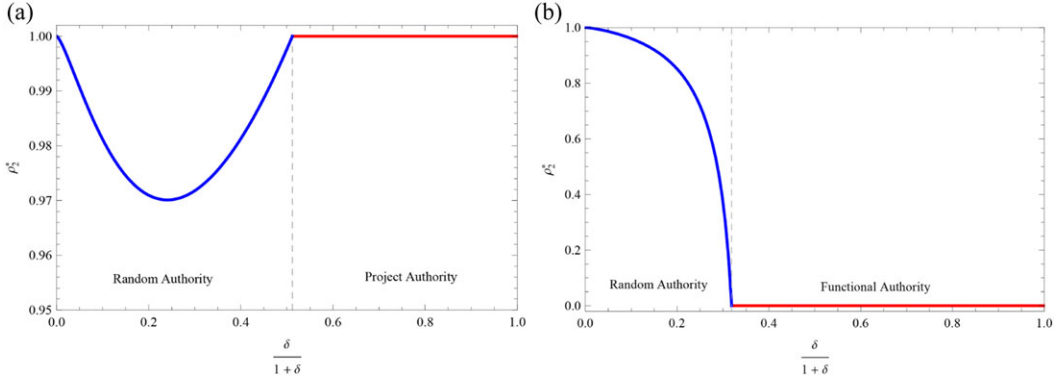 (a)
1.00
0.99
0.98
0.97
0.96
0.95
ρ₂*
Random Authority
Project Authority
0.0 0.2 0.4 0.6 0.8 1.0
δ
1 + δ
(b)
1.0
0.8
0.6
0.4
0.2
0.0
ρ₂*
Random Authority
Functional Authority
0.0 0.2 0.4 0.6 0.8 1.0
δ
1 + δ